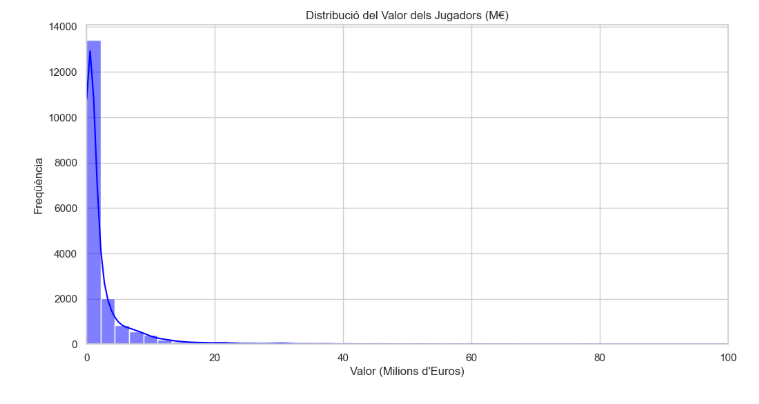 Distribució del Valor dels Jugadors (M€)
14000
12000
10000
8000
6000
4000
2000
0
Freqüència
0 20 40 60 80 100
Valor (Milions d'Euros)